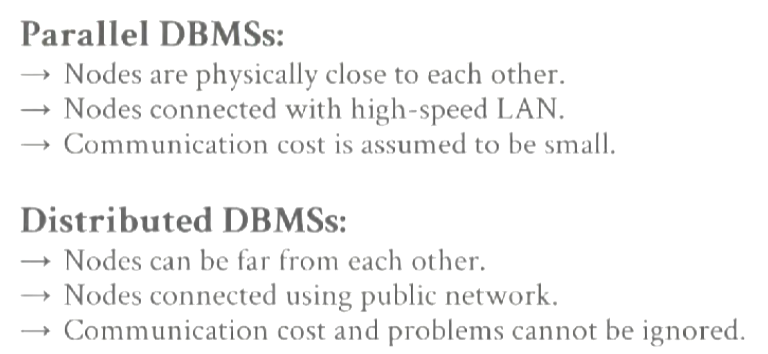 Parallel DBMSs:
→ Nodes are physically close to each other.
→ Nodes connected with high-speed LAN.
→ Communication cost is assumed to be small.
Distributed DBMSs:
→ Nodes can be far from each other.
→ Nodes connected using public network.
→ Communication cost and problems cannot be ignored.